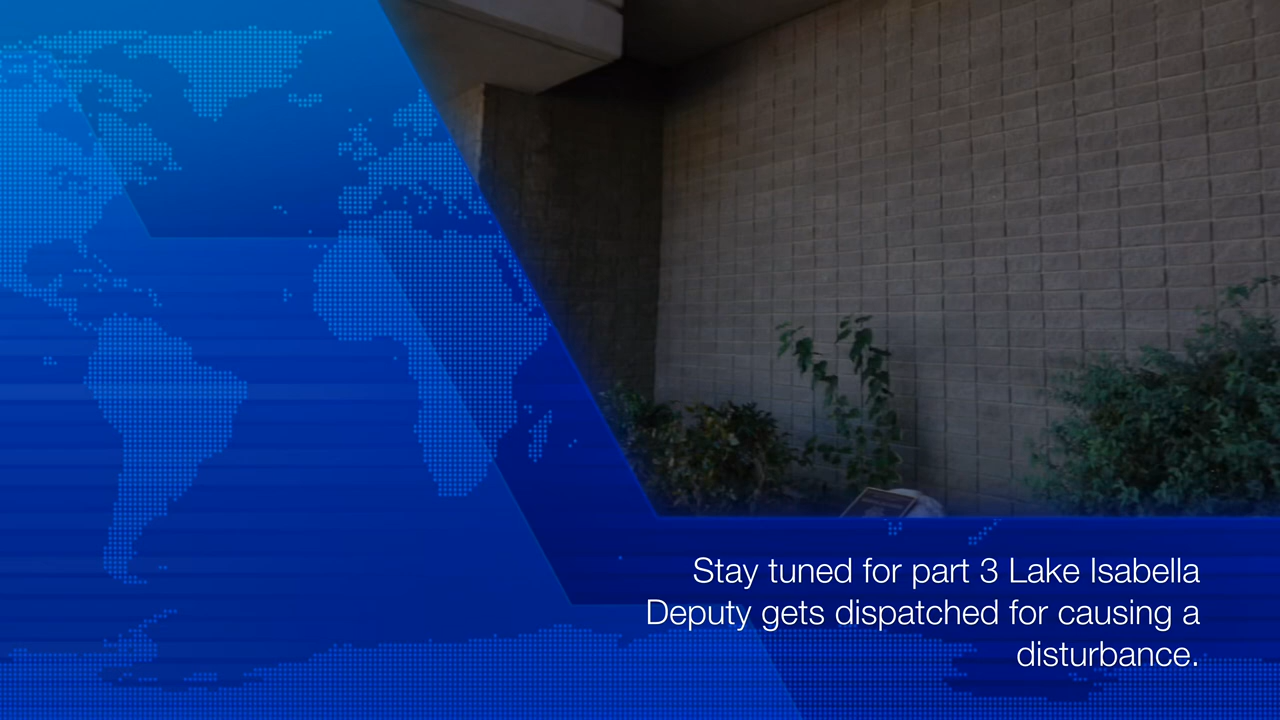 Stay tuned for part 3 Lake Isabella
Deputy gets dispatched for causing a
disturbance.